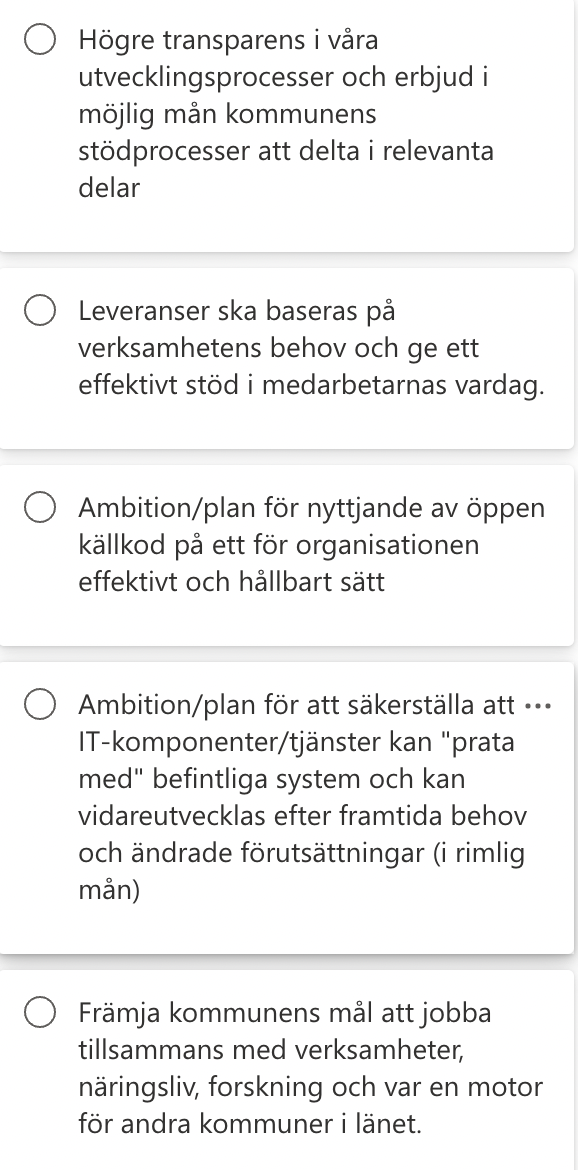 Högre transparens i våra
utvecklingsprocesser och erbjud i
möjlig mån kommunens
stödprocesser att delta i relevanta
delar
Leveranser ska baseras på
verksamhetens behov och ge ett
effektivt stöd i medarbetarnas vardag.
Ambition/plan för nyttjande av öppen
källkod på ett för organisationen
effektivt och hållbart sätt
Ambition/plan för att säkerställa att
IT-komponenter/tjänster kan "prata
med" befintliga system och kan
vidareutvecklas efter framtida behov
och ändrade förutsättningar (i rimlig
mån)
Främja kommunens mål att jobba
tillsammans med verksamheter,
näringsliv, forskning och var en motor
för andra kommuner i länet.